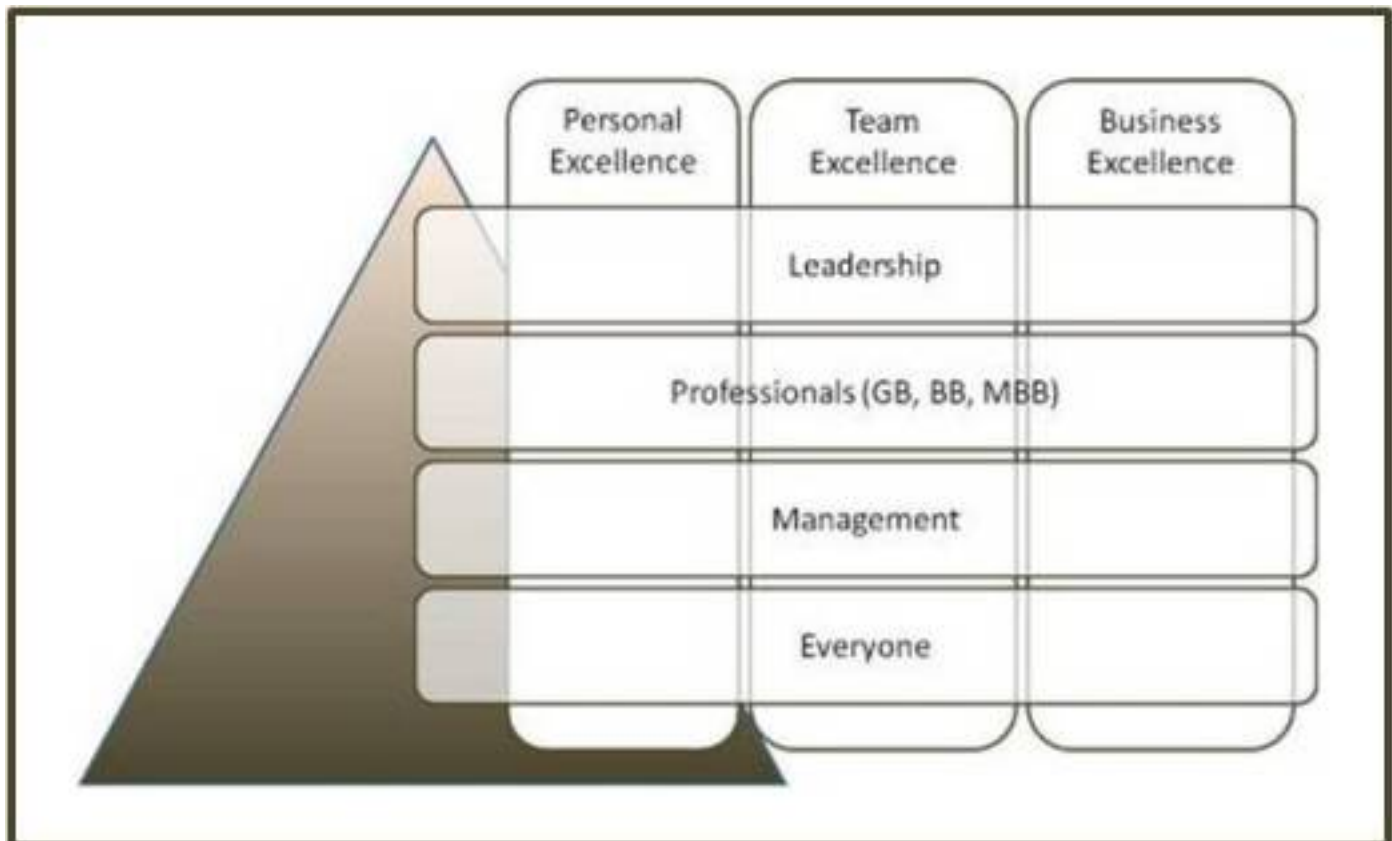 Personal
Excellence
Team
Excellence
Business
Excellence
Leadership
Professionals (GB, BB, MBB)
Management
Everyone